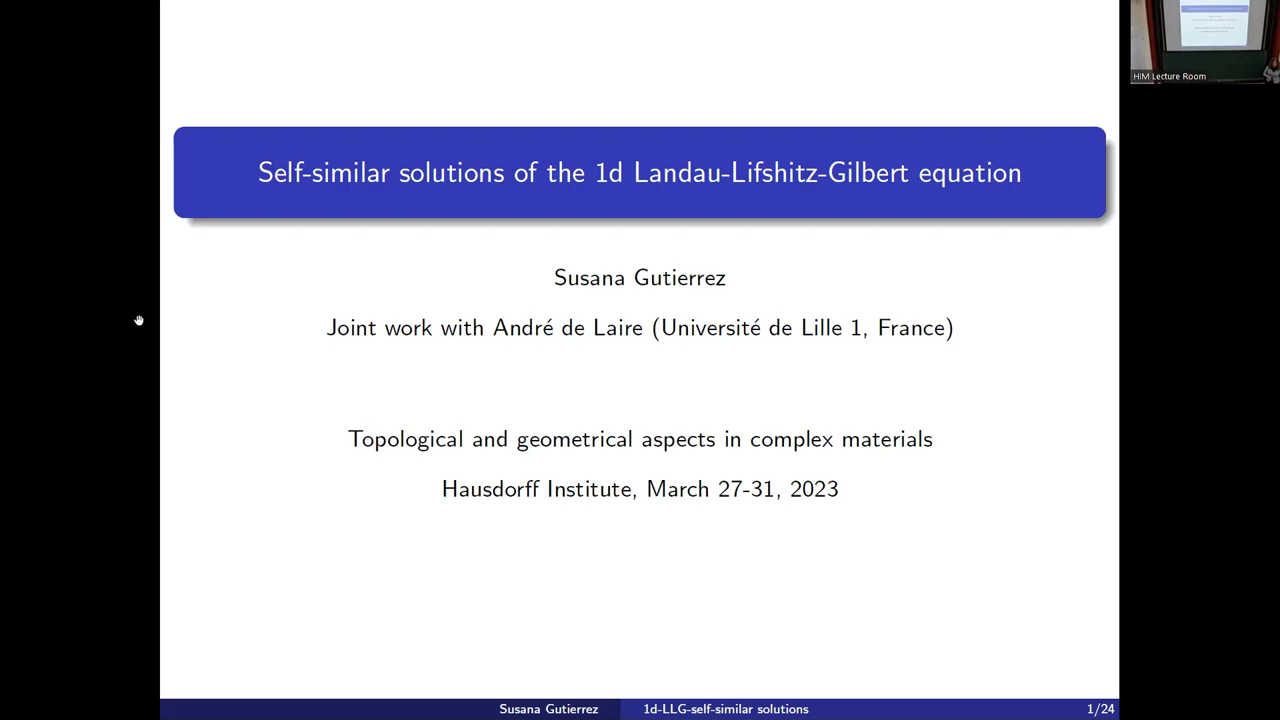 HIM Lecture Room
Self-similar solutions of the 1d Landau-Lifshitz-Gilbert equation
Susana Gutierrez
Joint work with André de Laire (Université de Lille 1, France)
Topological and geometrical aspects in complex materials
Hausdorff Institute, March 27-31, 2023
Susana Gutierrez 1d-LLG-self-similar solutions 1/24